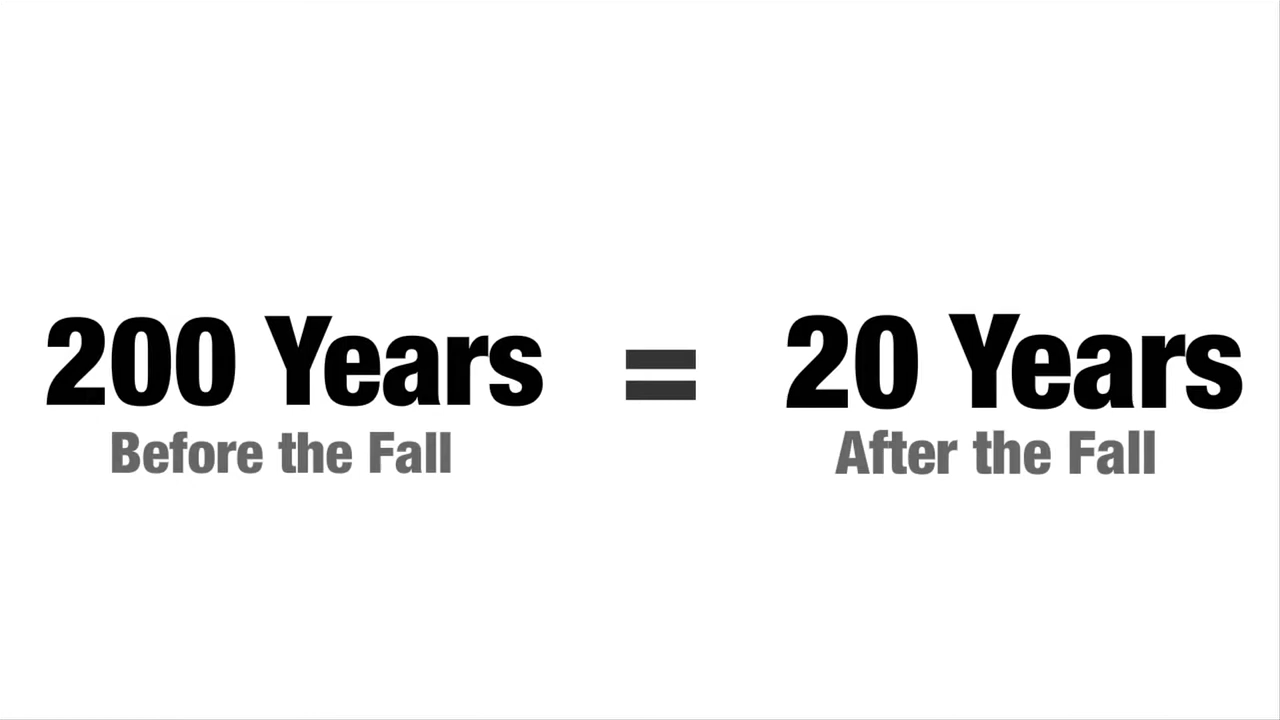 200 Years = 20 Years
Before the Fall After the Fall